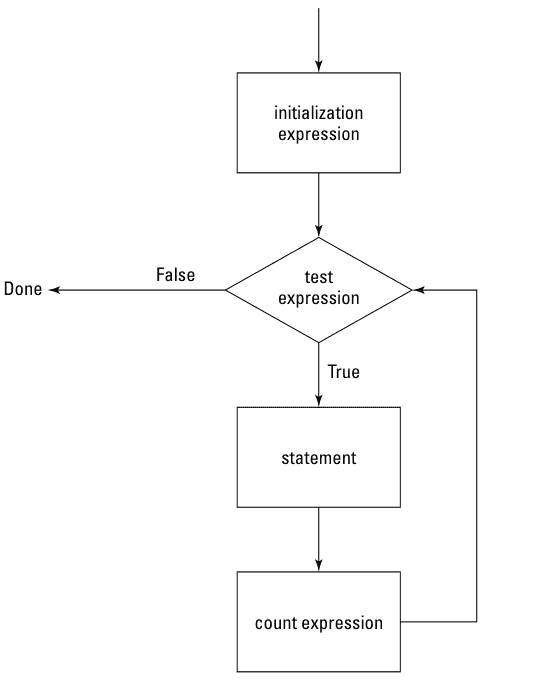 initialization
expression
test
expression
False
Done
True
statement
count expression